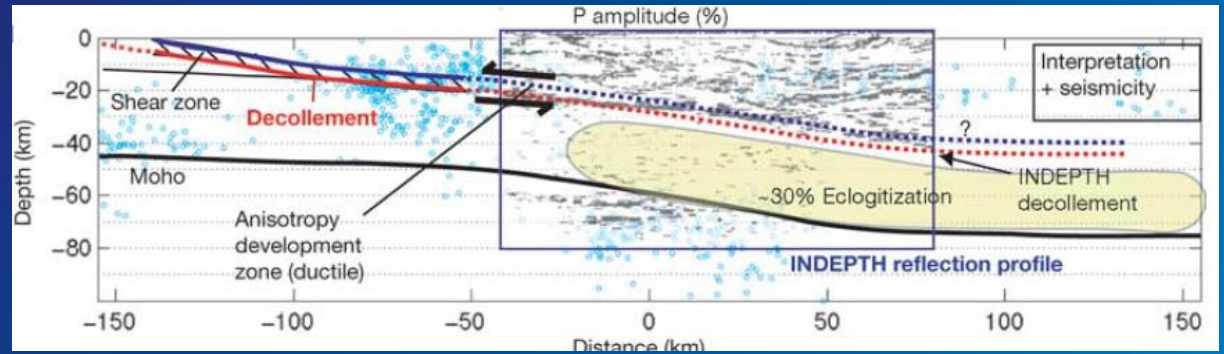 P amplitude (%)
0
−20
−40
−60
−80
Depth (km)
Interpretation
+ seismicity
Shear zone
Decollement
?
Moho
INDEPTH
decollement
~30% Eclogitization
Anisotropy
development
zone (ductile)
INDEPTH reflection profile
−150
−100
−50
0
50
100
150
Distance (km)